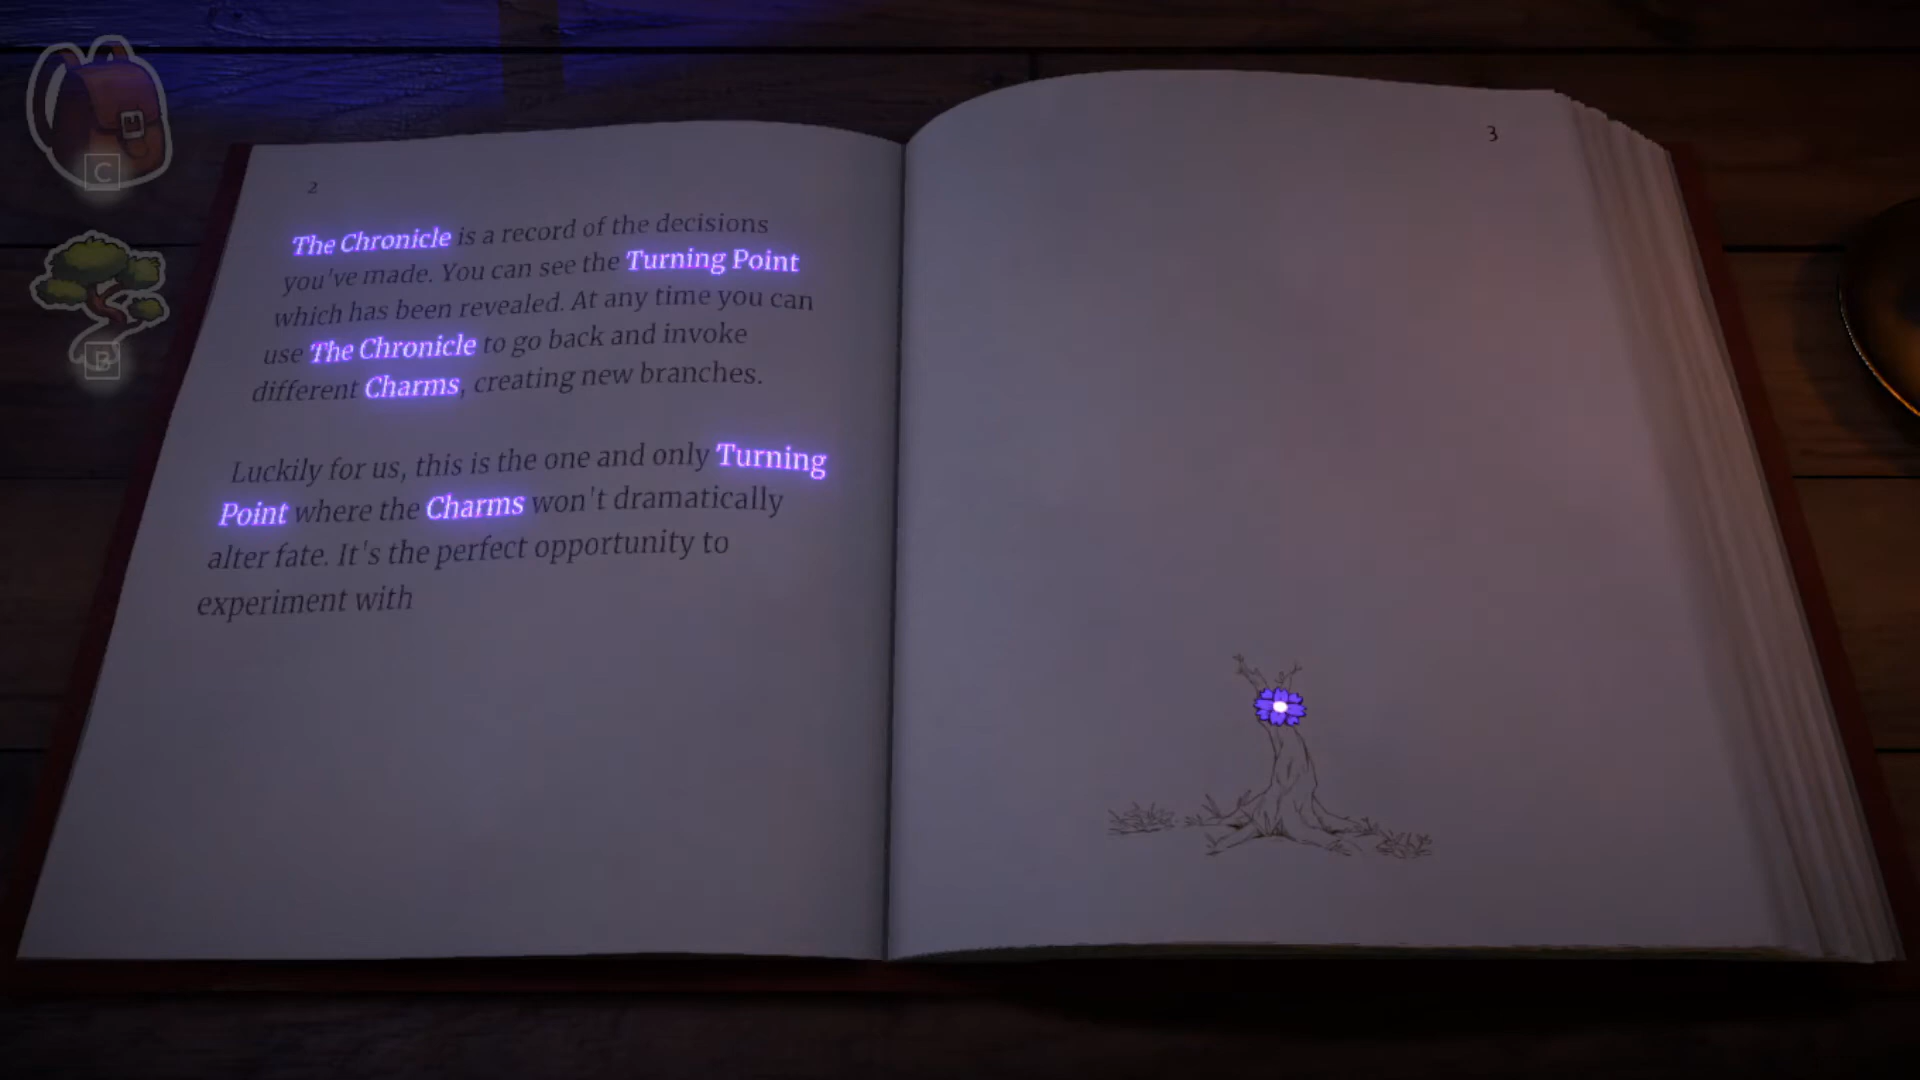 C
B
2
The Chronicle is a record of the decisions
you've made. You can see the Turning Point
which has been revealed. At any time you can
use The Chronicle to go back and invoke
different Charms, creating new branches.
Luckily for us, this is the one and only Turning
Point where the Charms won't dramatically
alter fate. It's the perfect opportunity to
experiment with
3